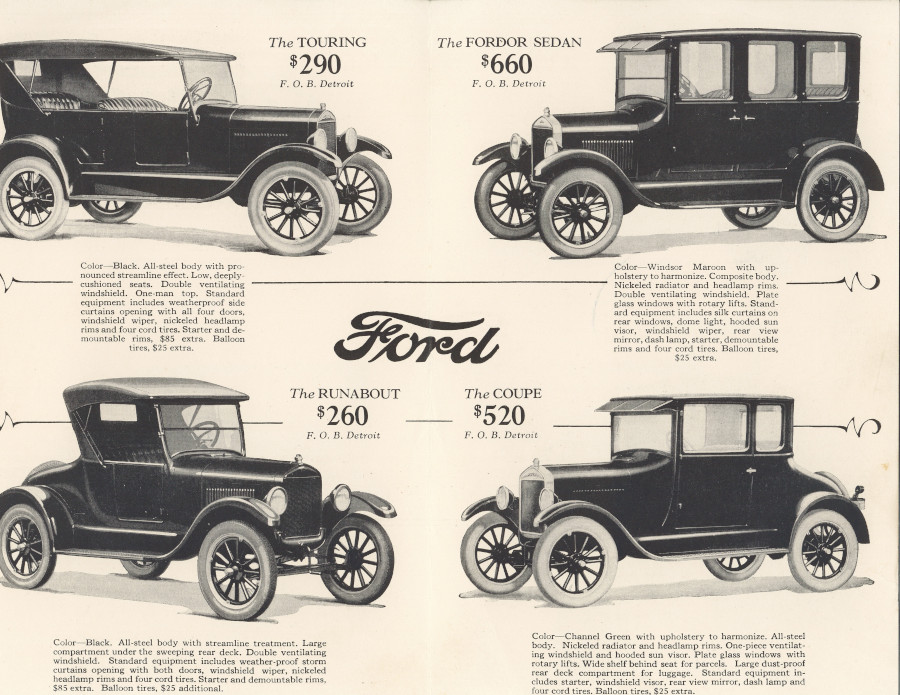 The TOURING
$290
F. O. B. Detroit
The FORDOR SEDAN
$660
F. O. B. Detroit
Color—Black. All-steel body with pro-
nounced streamline effect. Low, deeply-
cushioned seats. Double ventilating
windshield. One-man top. Standard
equipment includes weatherproof side
curtains opening with all four doors,
windshield wiper, nickeled headlamp
rims and four cord tires. Starter and de-
mountable rims, $85 extra. Balloon
tires, $25 extra.
Color—Windsor Maroon with up-
holstery to harmonize. Composite body.
Nickeled radiator and headlamp rims.
Double ventilating windshield. Plate
glass windows with rotary lifts. Stand-
ard equipment includes silk curtains on
rear windows, dome light, hooded sun
visor, windshield wiper, rear view
mirror, dash lamp, starter, demountable
rims and four cord tires. Balloon tires,
$25 extra.
Ford
The RUNABOUT
$260
F. O. B. Detroit
The COUPE
$520
F. O. B. Detroit
Color—Black. All-steel body with streamline treatment. Large
compartment under the sweeping rear deck. Double ventilating
windshield. Standard equipment includes weather-proof storm
curtains opening with both doors, windshield wiper, nickeled
headlamp rims and four cord tires. Starter and demountable rims,
$85 extra. Balloon tires, $25 additional.
Color—Channel Green with upholstery to harmonize. All-steel
body. Nickeled radiator and headlamp rims. One-piece ventilat-
ing windshield and hooded sun visor. Plate glass windows with
rotary lifts. Wide shelf behind seat for parcels. Large dust-proof
rear deck compartment for luggage. Standard equipment in-
cludes starter, windshield visor, rear view mirror, dash lamp and
four cord tires. Balloon tires, $25 extra.